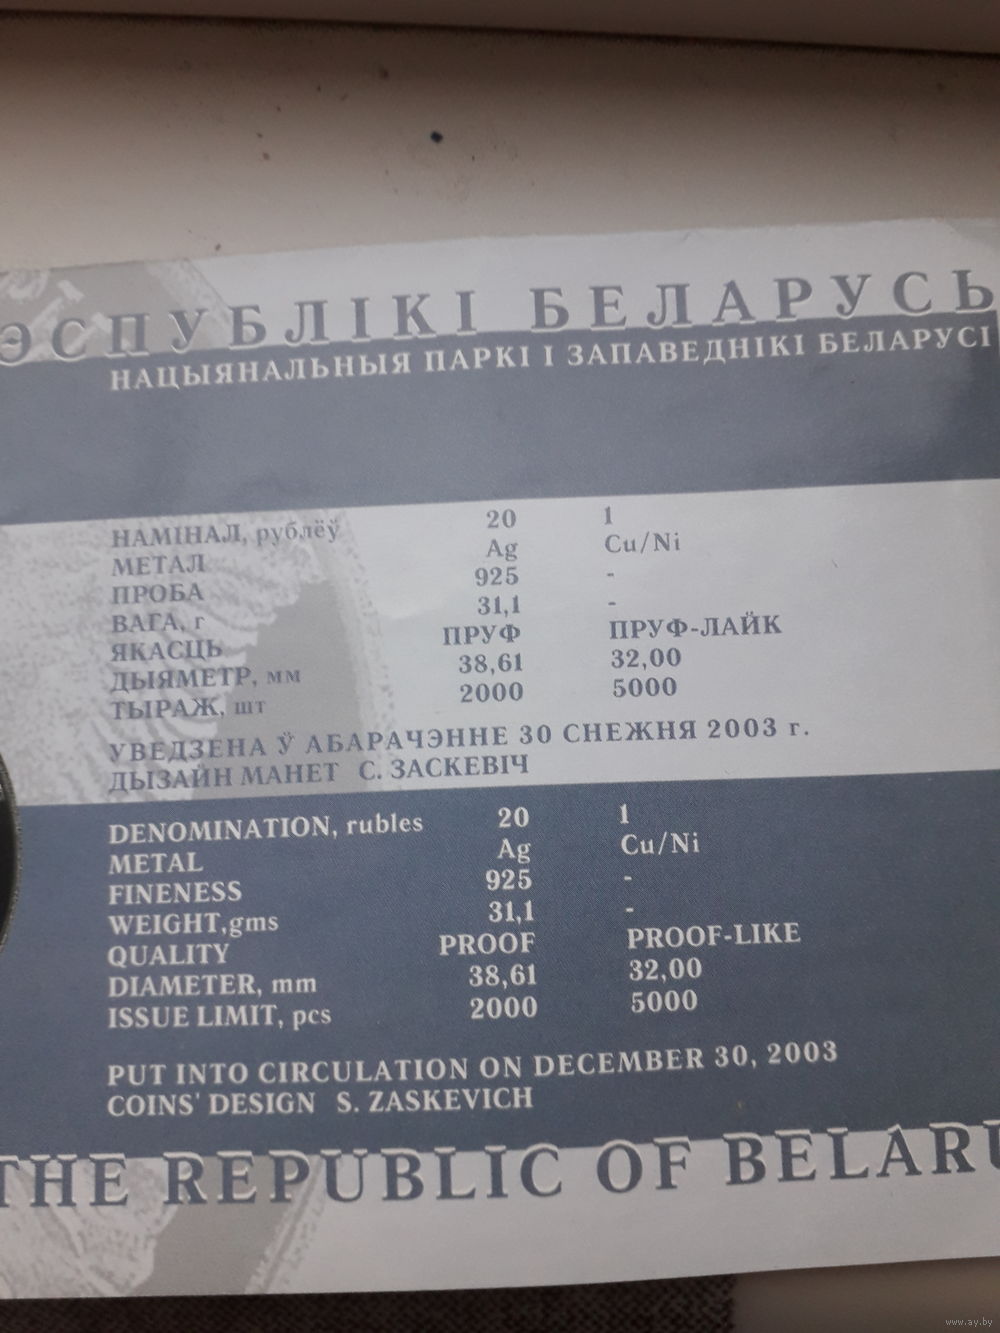 ЭСПУБЛІКІ БЕЛАРУСЬ
НАЦЫЯНАЛЬНЫЯ ПАРКІ І ЗАПАВЕДНІКІ БЕЛАРУСІ
НАМІНАЛ, рублёў 20 1
МЕТАЛ Ag Cu/Ni
ПРОБА 925 -
ВАГА, г 31,1 -
ЯКАСЦЬ ПРУФ ПРУФ-ЛАЙК
ДЫЯМЕТР, мм 38,61 32,00
ТЫРАЖ, шт 2000 5000
УВЕДЗЕНА Ў АБАРАЧЭННЕ 30 СНЕЖНЯ 2003 г.
ДЫЗАЙН МАНЕТ С. ЗАСКЕВІЧ
DENOMINATION, rubles 20 1
METAL Ag Cu/Ni
FINENESS 925 -
WEIGHT,gms 31,1 -
QUALITY PROOF PROOF-LIKE
DIAMETER, mm 38,61 32,00
ISSUE LIMIT, pcs 2000 5000
PUT INTO CIRCULATION ON DECEMBER 30, 2003
COINS' DESIGN S. ZASKEVICH
THE REPUBLIC OF BELARU
www.ay.by